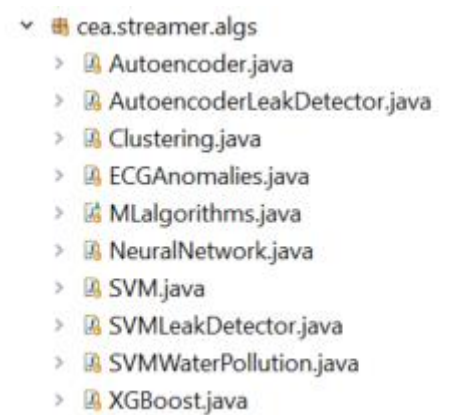 cea.streamer.algs
Autoencoder.java
AutoencoderLeakDetector.java
Clustering.java
ECGAnomalies.java
MLalgorithms.java
NeuralNetwork.java
SVM.java
SVMLeakDetector.java
SVMWaterPollution.java
XGBoost.java